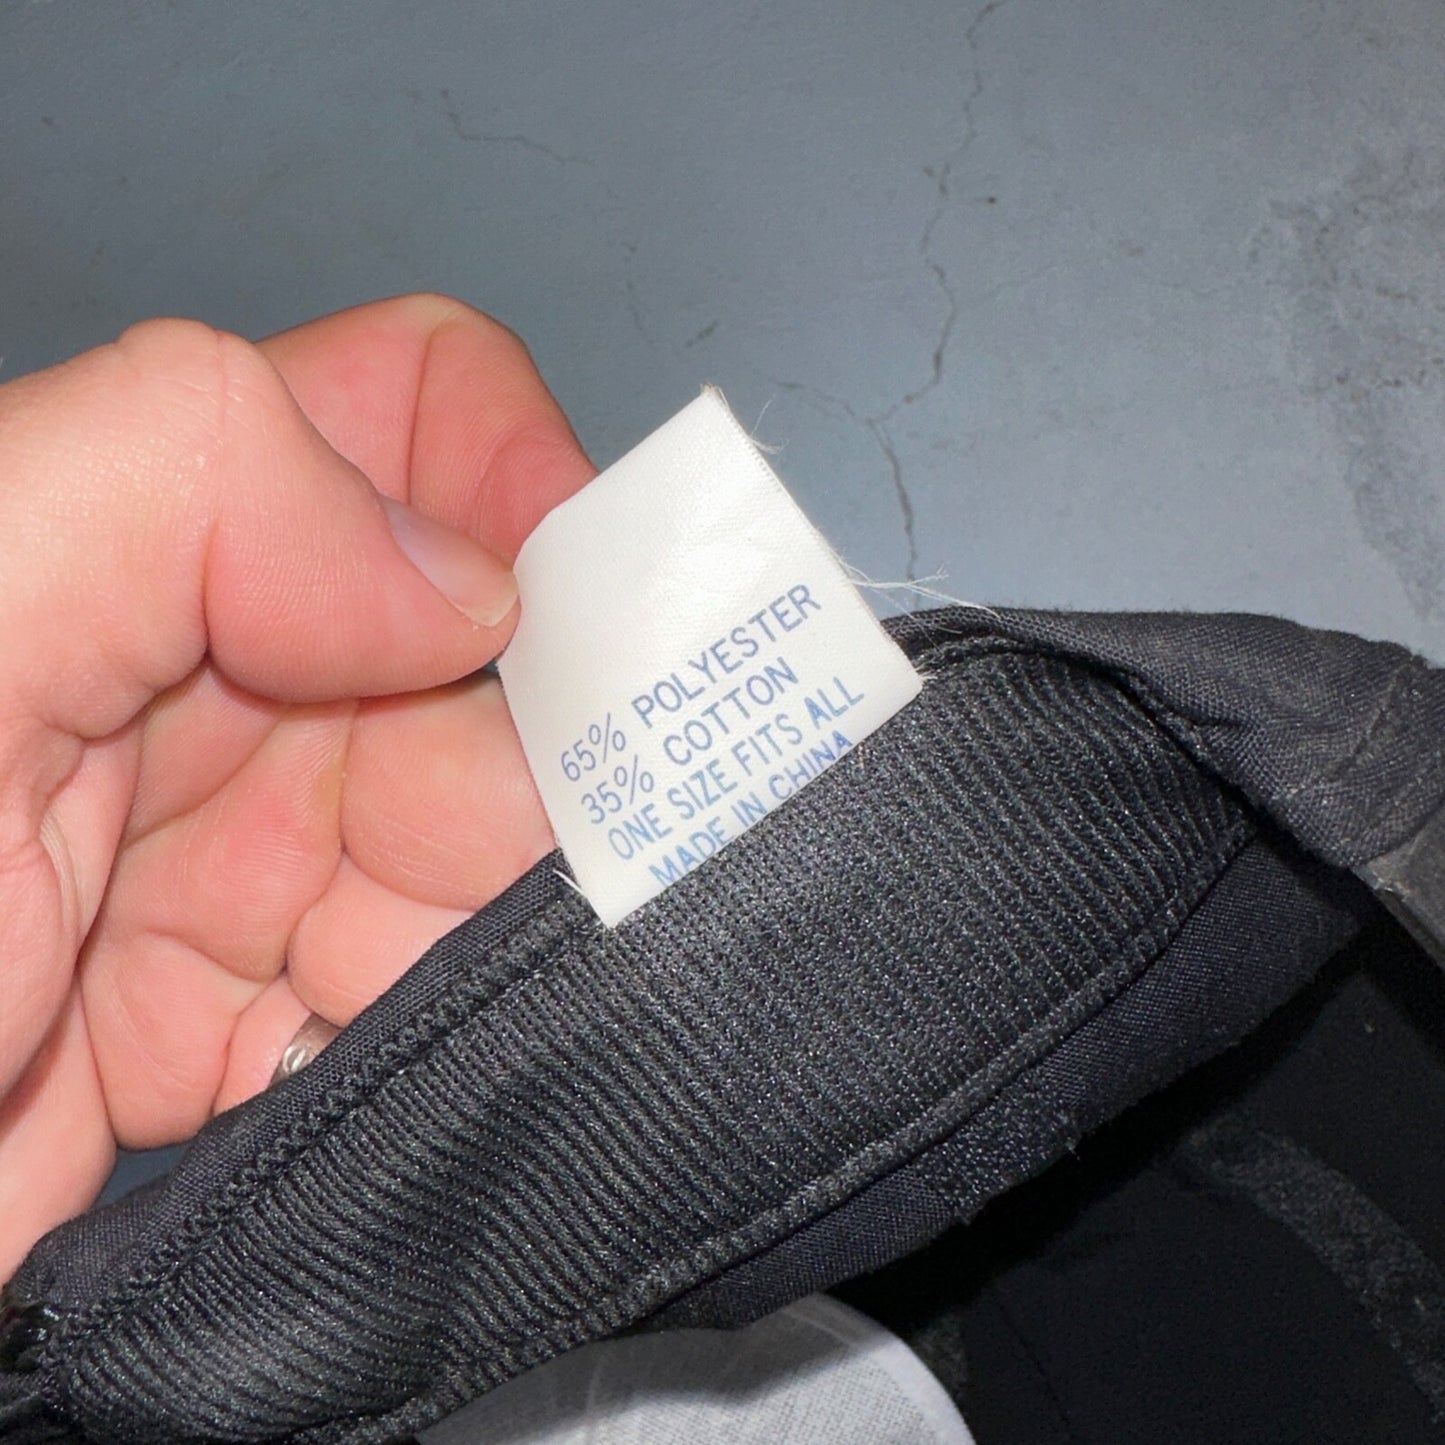 65% POLYESTER
35% COTTON
ONE SIZE FITS ALL
MADE IN CHINA